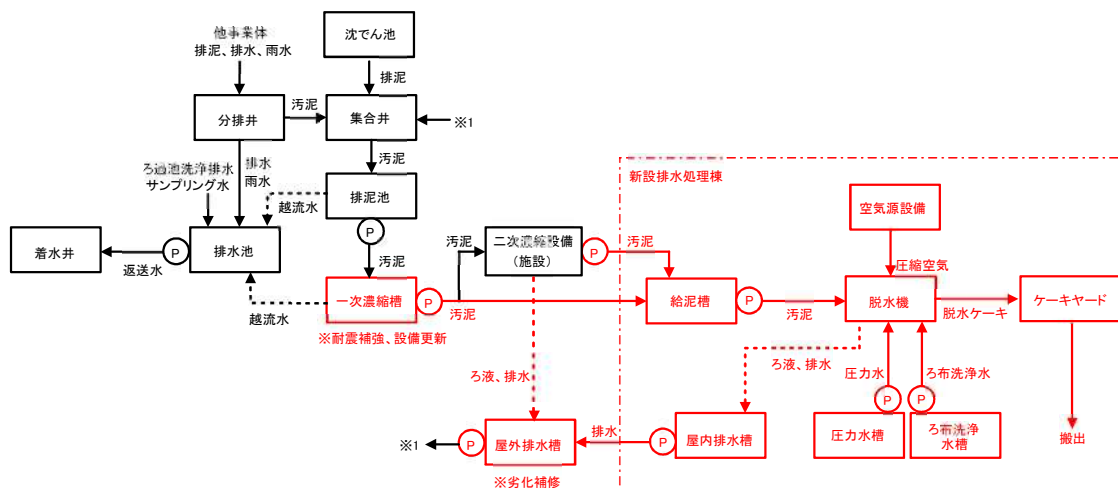 他事業体
排泥、排水、雨水
沈でん池
排泥
分排井
汚泥
集合井
※1
ろ過池洗浄排水
サンプリング水
排水
雨水
汚泥
排泥池
越流水
新設排水処理棟
空気源設備
着水井
P
返送水
排水池
P
汚泥
汚泥
二次濃縮設備
(施設)
P
汚泥
圧縮空気
越流水
一次濃縮槽
P
汚泥
給泥槽
P
汚泥
脱水機
脱水ケーキ
ケーキヤード
※耐震補強、設備更新
ろ液、排水
ろ液、排水
圧力水
ろ布洗浄水
※1
P
屋外排水槽
排水
P
屋内排水槽
P
圧力水槽
P
ろ布洗浄
水槽
搬出
※劣化補修